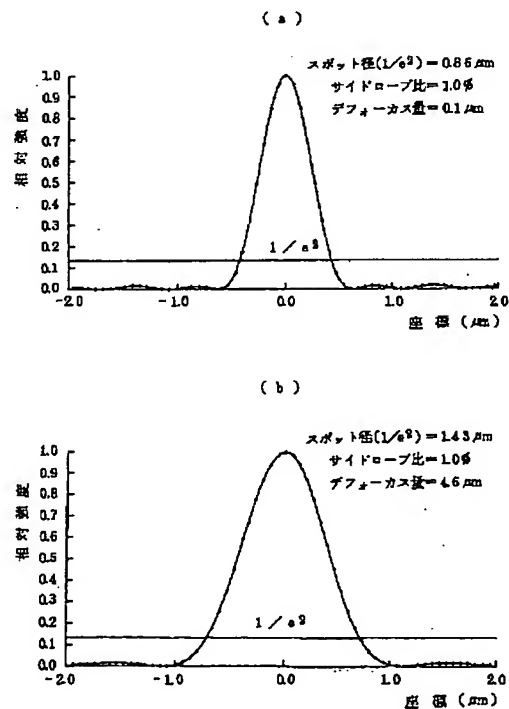 (a)
スポット径(1/e²)=0.86μm
サイドローブ比=1.0%
デフォーカス量=0.1μm
相対強度
1.0
0.9
0.8
0.7
0.6
0.5
0.4
0.3
0.2
0.1
0.0
1/e²
-2.0 -1.0 0.0 1.0 2.0
座標(μm)
(b)
スポット径(1/e²)=1.43μm
サイドローブ比=1.0%
デフォーカス量=4.6μm
相対強度
1.0
0.9
0.8
0.7
0.6
0.5
0.4
0.3
0.2
0.1
0.0
1/e²
-2.0 -1.0 0.0 1.0 2.0
座標(μm)